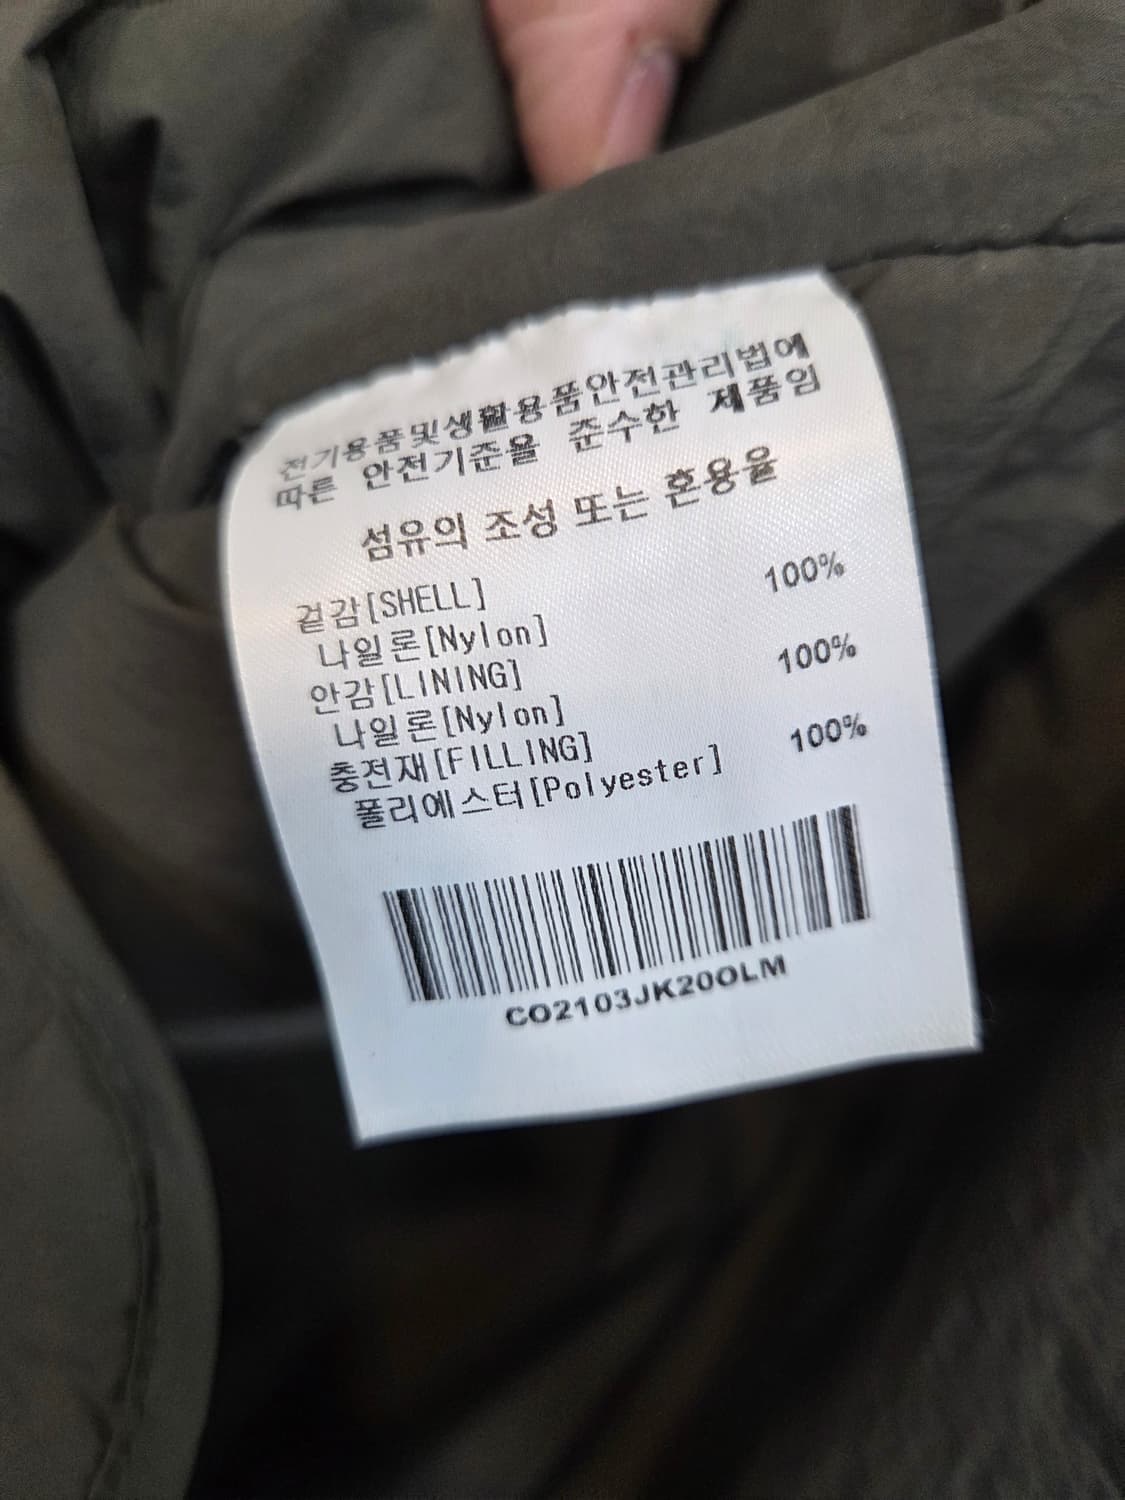 전기용품및생활용품안전관리법에
따른 안전기준을 준수한 제품임
섬유의 조성 또는 혼용율
겉감[SHELL]
나일론[Nylon] 100%
안감[LINING]
나일론[Nylon] 100%
충전재[FILLING]
폴리에스터[Polyester] 100%
CO2103JK20OLM